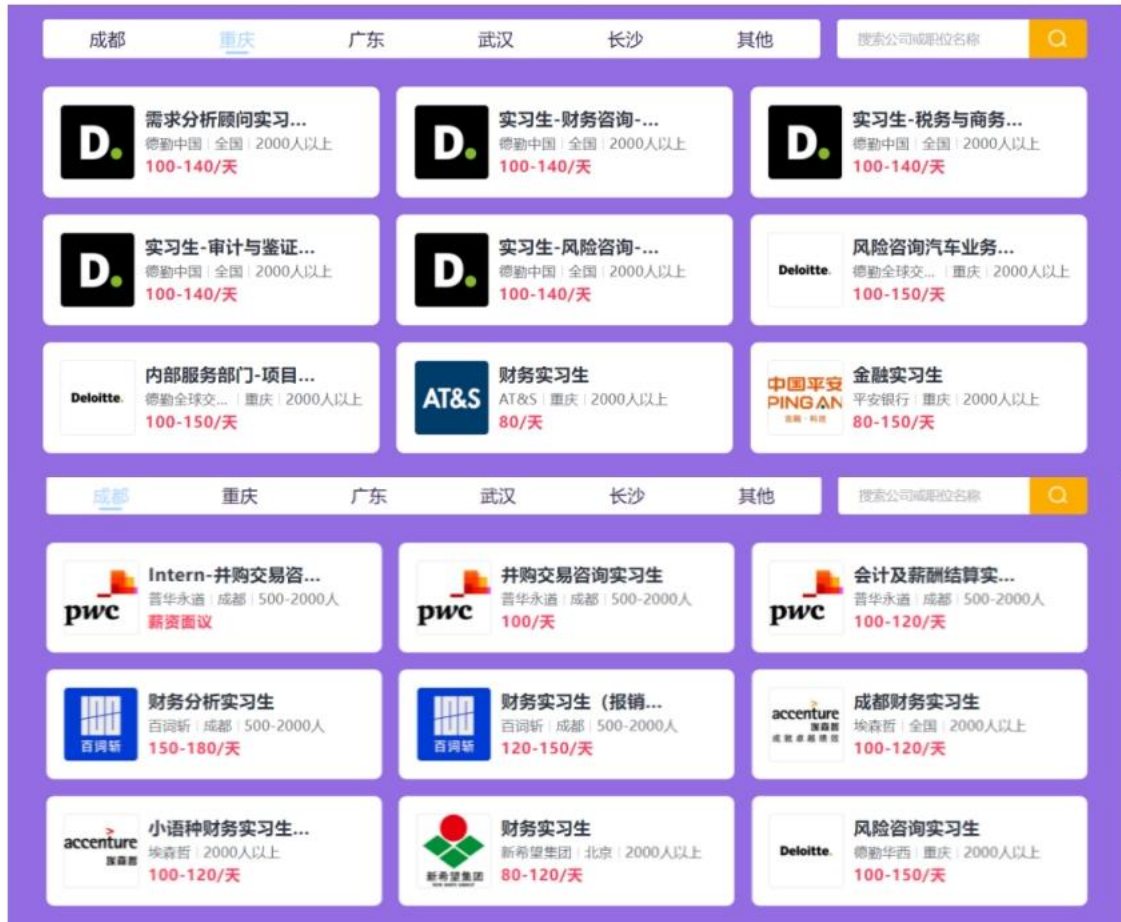 成都 重庆 广东 武汉 长沙 其他 搜索公司或职位名称
D. 需求分析顾问实习...
德勤中国 | 全国 | 2000人以上
100-140/天
D. 实习生-财务咨询-...
德勤中国 | 全国 | 2000人以上
100-140/天
D. 实习生-税务与商务...
德勤中国 | 全国 | 2000人以上
100-140/天
D. 实习生-审计与鉴证...
德勤中国 | 全国 | 2000人以上
100-140/天
D. 实习生-风险咨询-...
德勤中国 | 全国 | 2000人以上
100-140/天
Deloitte.
风险咨询汽车业务...
德勤全球交... | 重庆 | 2000人以上
100-150/天
Deloitte.
内部服务部门-项目...
德勤全球交... | 重庆 | 2000人以上
100-150/天
AT&S
财务实习生
AT&S | 重庆 | 2000人以上
80/天
中国平安
PING AN
金融·科技
金融实习生
平安银行 | 重庆 | 2000人以上
80-150/天
成都 重庆 广东 武汉 长沙 其他 搜索公司或职位名称
pwc
Intern-并购交易咨...
普华永道 | 成都 | 500-2000人
薪资面议
pwc
并购交易咨询实习生
普华永道 | 成都 | 500-2000人
100/天
pwc
会计及薪酬结算实...
普华永道 | 成都 | 500-2000人
100-120/天
百词斩
财务分析实习生
百词斩 | 成都 | 500-2000人
150-180/天
百词斩
财务实习生（报销...
百词斩 | 成都 | 500-2000人
120-150/天
accenture
埃森哲
成就卓越绩效
成都财务实习生
埃森哲 | 全国 | 2000人以上
100-120/天
accenture
埃森哲
小语种财务实习生...
埃森哲 | 2000人以上
100-120/天
新希望集团
NEW HOPE GROUP
财务实习生
新希望集团 | 北京 | 2000人以上
80-120/天
Deloitte.
风险咨询实习生
德勤华西 | 重庆 | 2000人以上
100-150/天